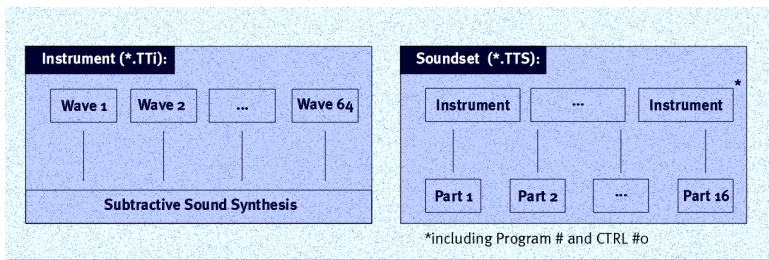 Instrument (*.TTi):
Wave 1
Wave 2
...
Wave 64
Subtractive Sound Synthesis
Soundset (*.TTS):
Instrument
...
Instrument
*
Part 1
Part 2
...
Part 16
*including Program # and CTRL #0